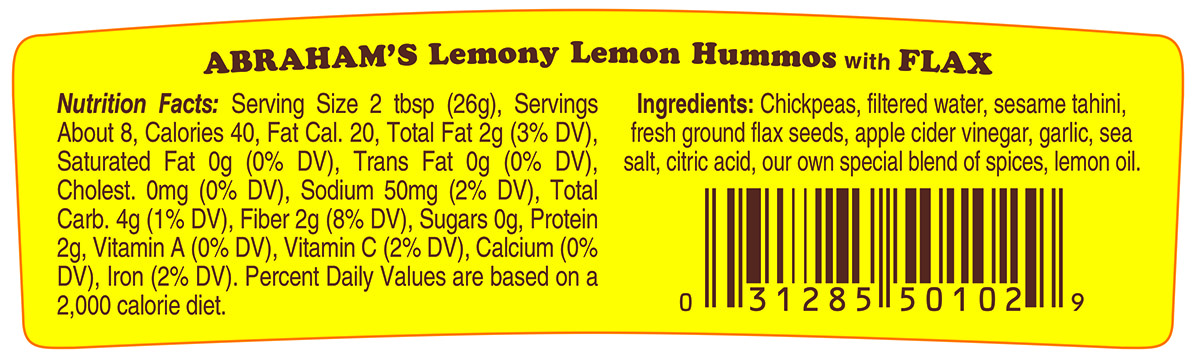 ABRAHAM'S Lemony Lemon Hummos with FLAX
Nutrition Facts: Serving Size 2 tbsp (26g), Servings
About 8, Calories 40, Fat Cal. 20, Total Fat 2g (3% DV),
Saturated Fat 0g (0% DV), Trans Fat 0g (0% DV),
Cholest. 0mg (0% DV), Sodium 50mg (2% DV), Total
Carb. 4g (1% DV), Fiber 2g (8% DV), Sugars 0g, Protein
2g, Vitamin A (0% DV), Vitamin C (2% DV), Calcium (0%
DV), Iron (2% DV). Percent Daily Values are based on a
2,000 calorie diet.
Ingredients: Chickpeas, filtered water, sesame tahini,
fresh ground flax seeds, apple cider vinegar, garlic, sea
salt, citric acid, our own special blend of spices, lemon oil.
0 31285 50102 9